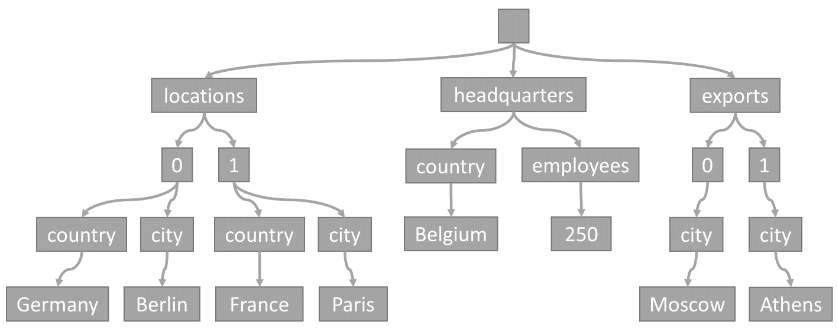 locations headquarters exports
0 1 country employees 0 1
country city country city Belgium 250 city city
Germany Berlin France Paris Moscow Athens